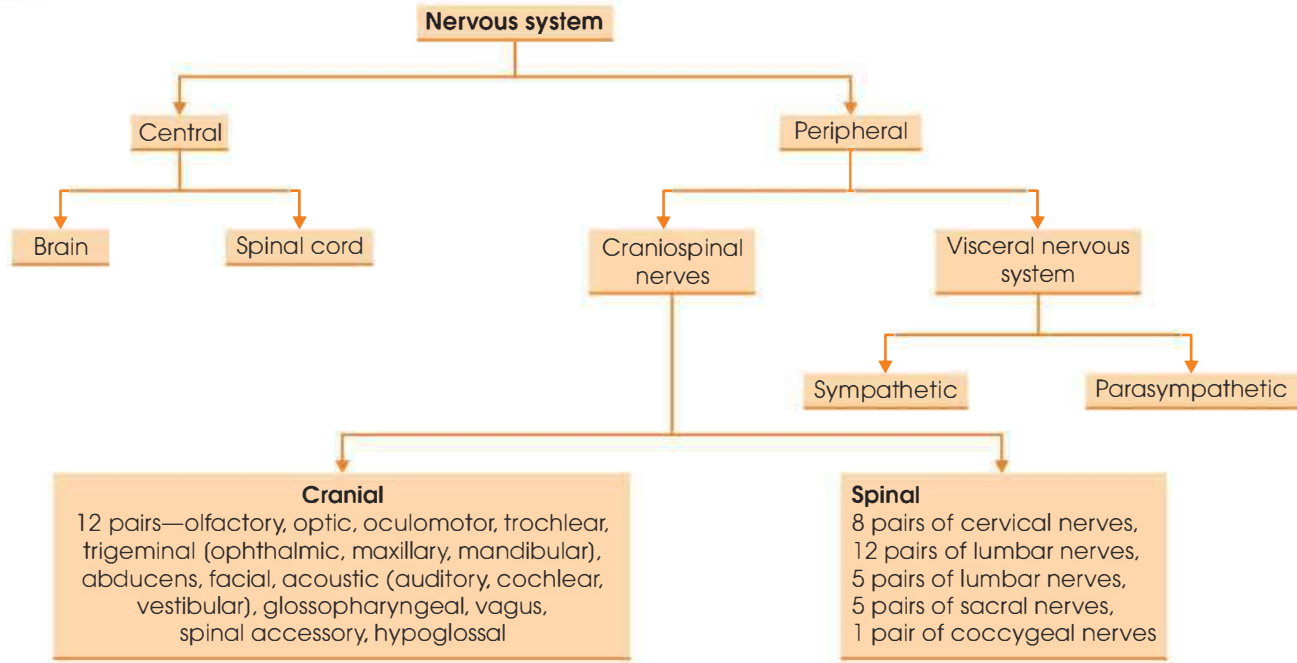 Nervous system
Central
Peripheral
Brain
Spinal cord
Craniospinal
nerves
Visceral nervous
system
Sympathetic
Parasympathetic
Cranial
12 pairs—olfactory, optic, oculomotor, trochlear,
trigeminal (ophthalmic, maxillary, mandibular),
abducens, facial, acoustic (auditory, cochlear,
vestibular), glossopharyngeal, vagus,
spinal accessory, hypoglossal
Spinal
8 pairs of cervical nerves,
12 pairs of lumbar nerves,
5 pairs of lumbar nerves,
5 pairs of sacral nerves,
1 pair of coccygeal nerves